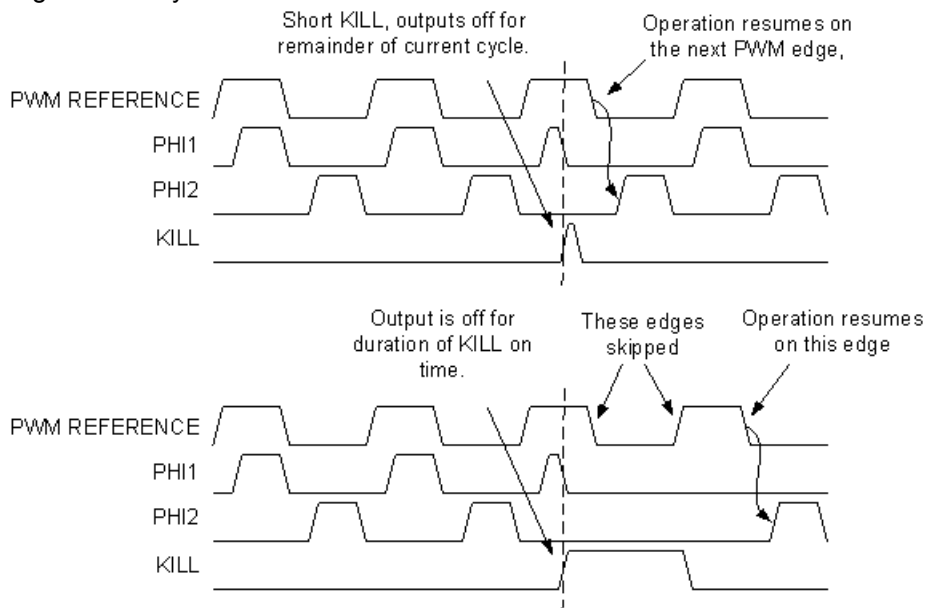 Short KILL, outputs off for
remainder of current cycle.
Operation resumes on
the next PWM edge,
PWM REFERENCE
PHI1
PHI2
KILL
Output is off for
duration of KILL on
time.
These edges
skipped
Operation resumes
on this edge
PWM REFERENCE
PHI1
PHI2
KILL